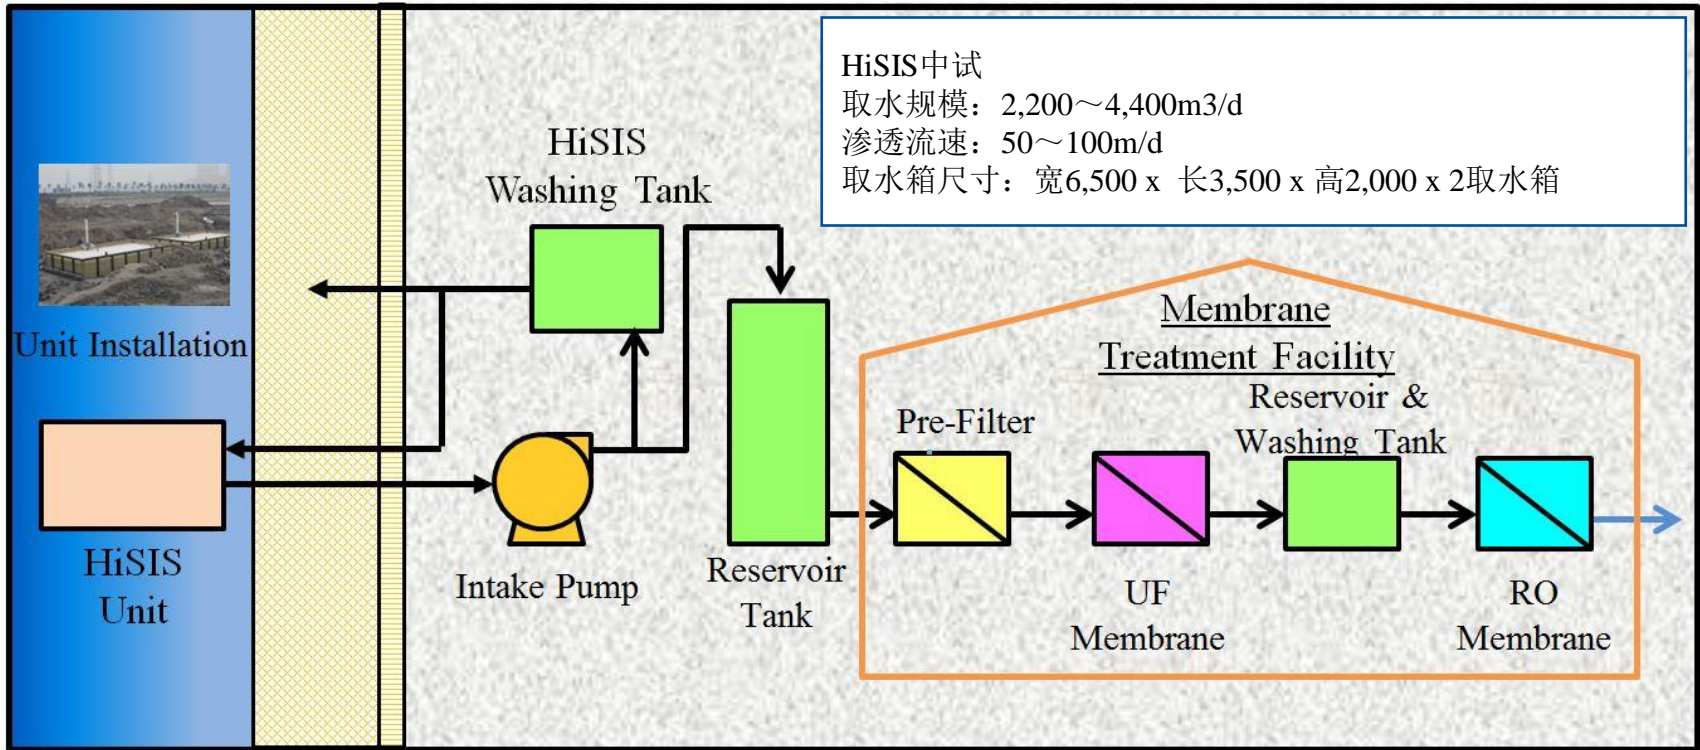 HiSIS中试
取水规模：2,200～4,400m3/d
渗透流速：50～100m/d
取水箱尺寸：宽6,500 x 长3,500 x 高2,000 x 2取水箱
HiSIS
Washing Tank
Unit Installation
HiSIS
Unit
Intake Pump
Reservoir
Tank
Membrane
Treatment Facility
Pre-Filter
UF
Membrane
Reservoir &
Washing Tank
RO
Membrane